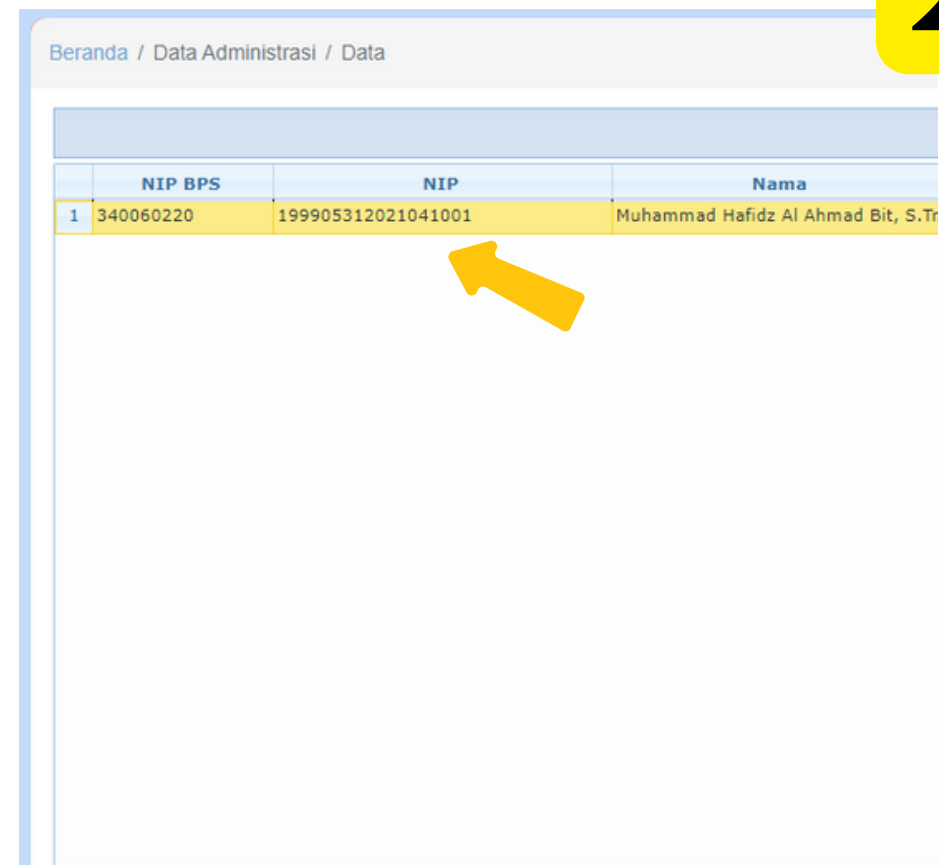 Beranda / Data Administrasi / Data
NIP BPS NIP Nama
1 340060220 199905312021041001 Muhammad Hafidz Al Ahmad Bit, S.Tr